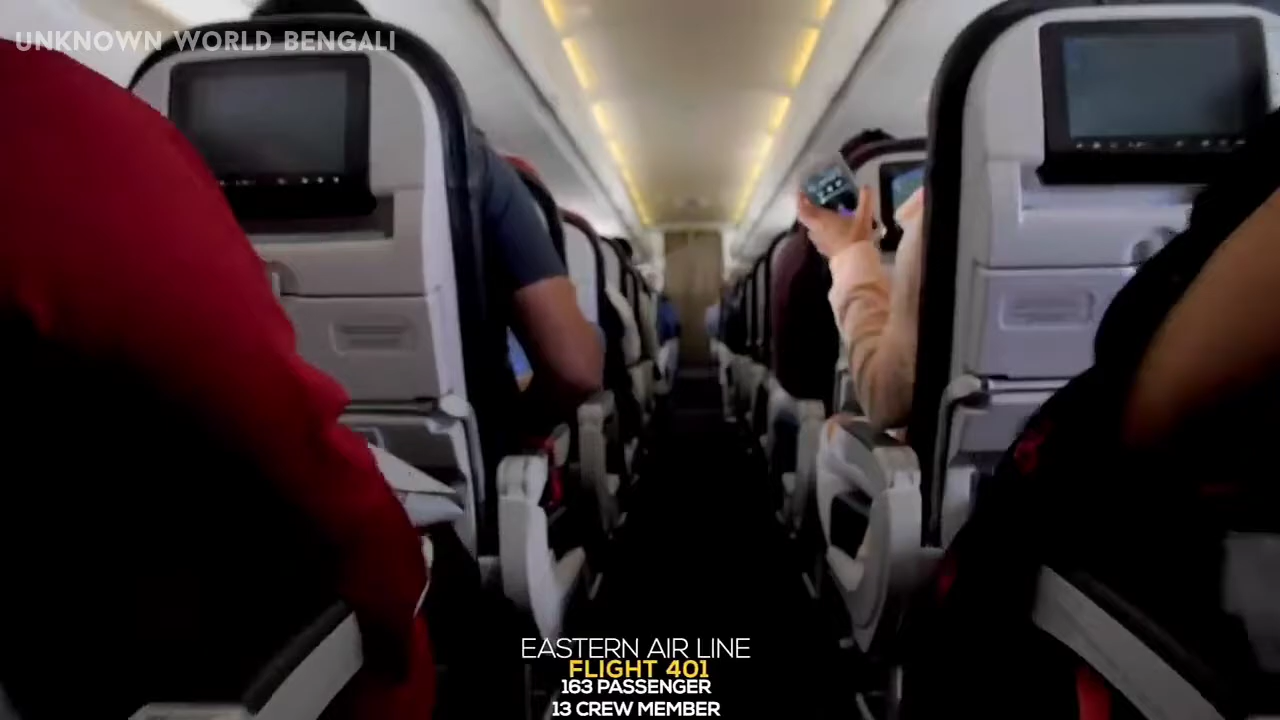 UNKNOWN WORLD BENGALI
EASTERN AIR LINE
FLIGHT 401
163 PASSENGER
13 CREW MEMBER